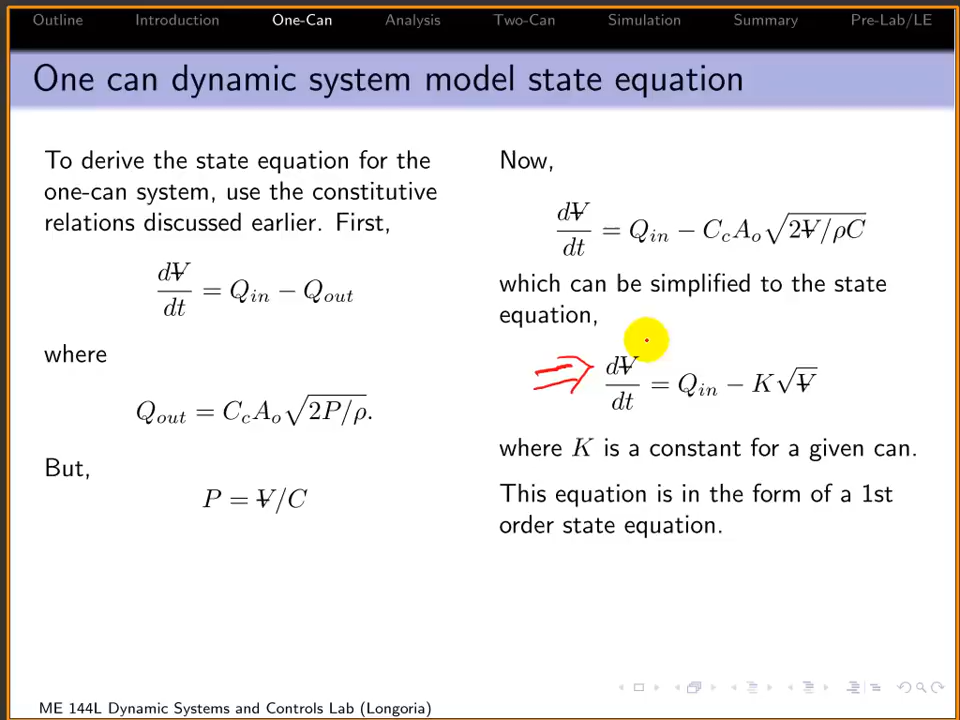 Outline Introduction One-Can Analysis Two-Can Simulation Summary Pre-Lab/LE
One can dynamic system model state equation
To derive the state equation for the
one-can system, use the constitutive
relations discussed earlier. First,
dV̶/dt = Q_in − Q_out
where
Q_out = C_c A_o √(2P/ρ).
But,
P = V̶/C
Now,
dV̶/dt = Q_in − C_c A_o √(2V̶/ρC)
which can be simplified to the state
equation,
dV̶/dt = Q_in − K√V̶
where K is a constant for a given can.
This equation is in the form of a 1st
order state equation.
ME 144L Dynamic Systems and Controls Lab (Longoria)